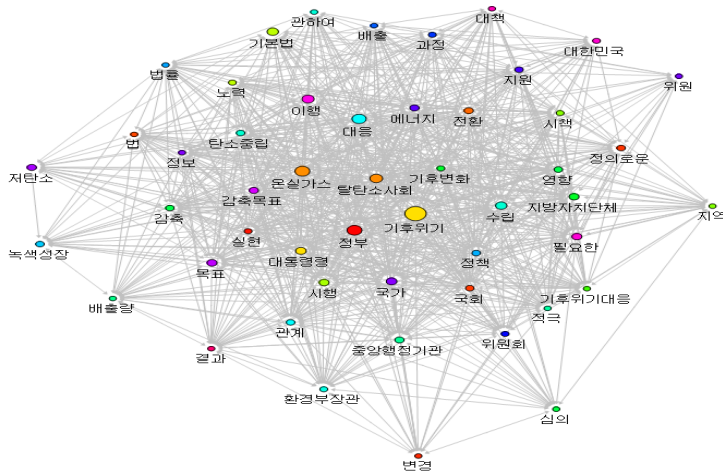 대책
관하여
배출
기본법
과정
대한민국
법률
지원
위원
노력
이행
대응
에너지
전환
시책
법
탄소중립
정의로운
정보
저탄소
온실가스
탈탄소사회
기후변화
영향
감축목표
지방자치단체
감축
수립
지역
기후위기
실현
정부
필요한
녹색성장
대통령령
정책
목표
시행
국가
국회
기후위기대응
배출량
적극
관계
위원회
결과
중앙행정기관
환경부장관
심의
변경